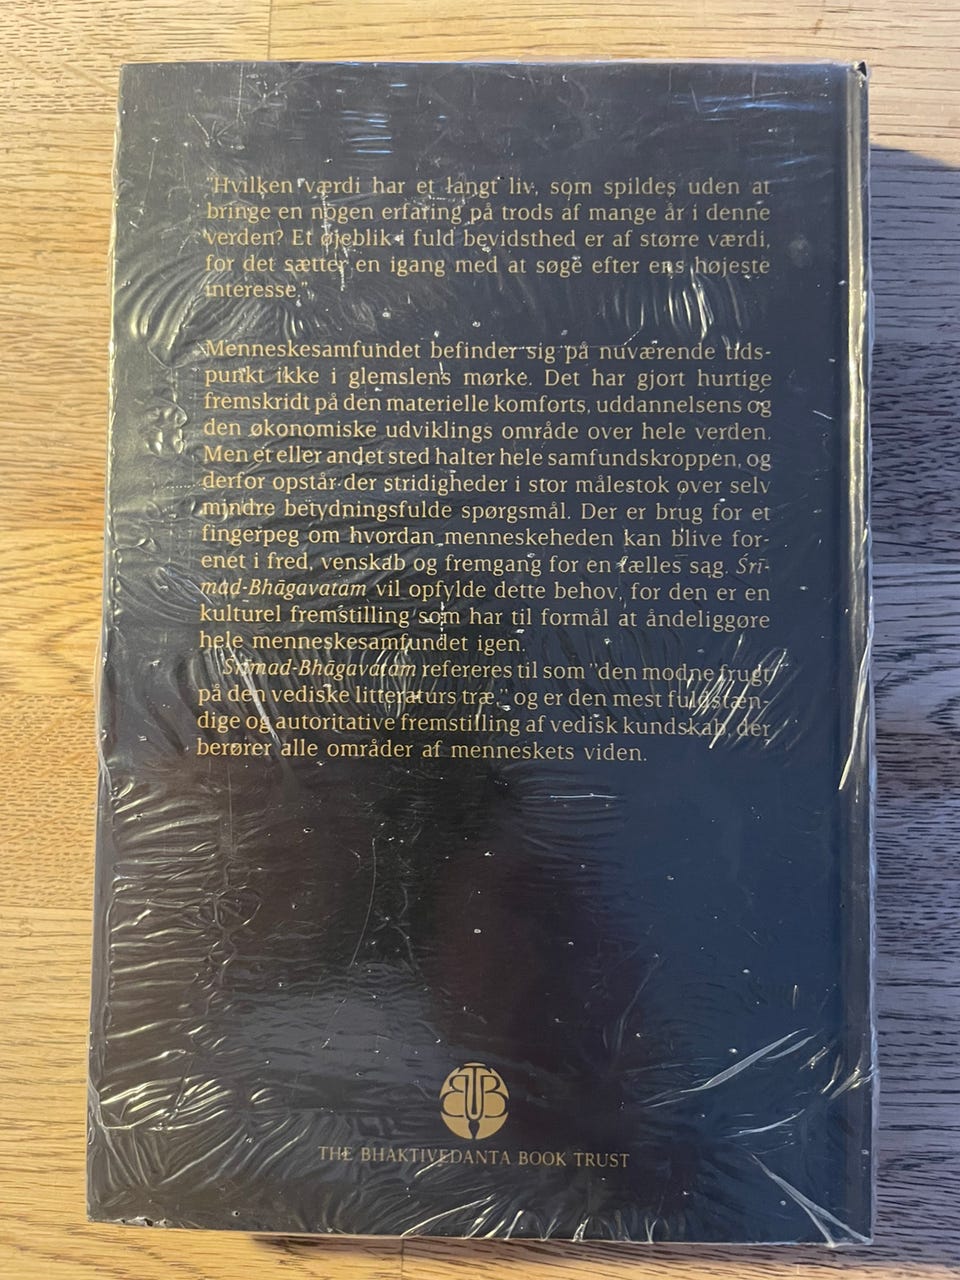 "Hvilken værdi har et langt liv, som spildes uden at
bringe en nogen erfaring på trods af mange år i denne
verden? Et øjeblik i fuld bevidsthed er af større værdi,
for det sætter en igang med at søge efter ens højeste
interesse."
Menneskesamfundet befinder sig på nuværende tids-
punkt ikke i glemslens mørke. Det har gjort hurtige
fremskridt på den materielle komforts, uddannelsens og
den økonomiske udviklings område over hele verden.
Men et eller andet sted halter hele samfundskroppen, og
derfor opstår der stridigheder i stor målestok over selv
mindre betydningsfulde spørgsmål. Der er brug for et
fingerpeg om hvordan menneskeheden kan blive for-
enet i fred, venskab og fremgang for en fælles sag. Śrī-
mad-Bhāgavatam vil opfylde dette behov, for den er en
kulturel fremstilling som har til formål at åndeliggøre
hele menneskesamfundet igen.
Śrīmad-Bhāgavatam refereres til som "den modne frugt
på den vediske litteraturs træ," og er den mest fuldstæn-
dige og autoritative fremstilling af vedisk kundskab, der
berører alle områder af menneskets viden.
BTB
THE BHAKTIVEDANTA BOOK TRUST